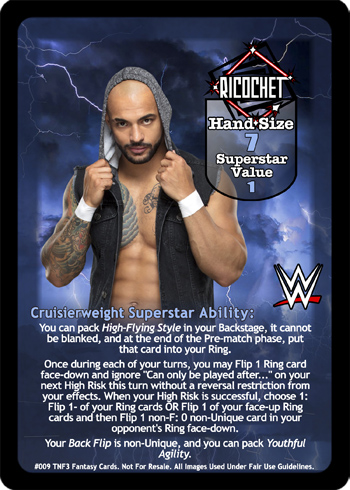 RICOCHET
Hand Size
7
Superstar
Value
1
W
Cruisierweight Superstar Ability:
You can pack High-Flying Style in your Backstage, it cannot
be blanked, and at the end of the Pre-match phase, put
that card into your Ring.
Once during each of your turns, you may Flip 1 Ring card
face-down and ignore "Can only be played after..." on your
next High Risk this turn without a reversal restriction from
your effects. When your High Risk is successful, choose 1:
Flip 1- of your Ring cards OR Flip 1 of your face-up Ring
cards and then Flip 1 non-F: 0 non-unique Card in your
opponent's Ring face-down.
Your Back Flip is non-Unique, and you can pack Youthful
Agility.
#009 TNF3 Fantasy Cards. Not For Resale. All Images Used Under Fair Use Guidelines.